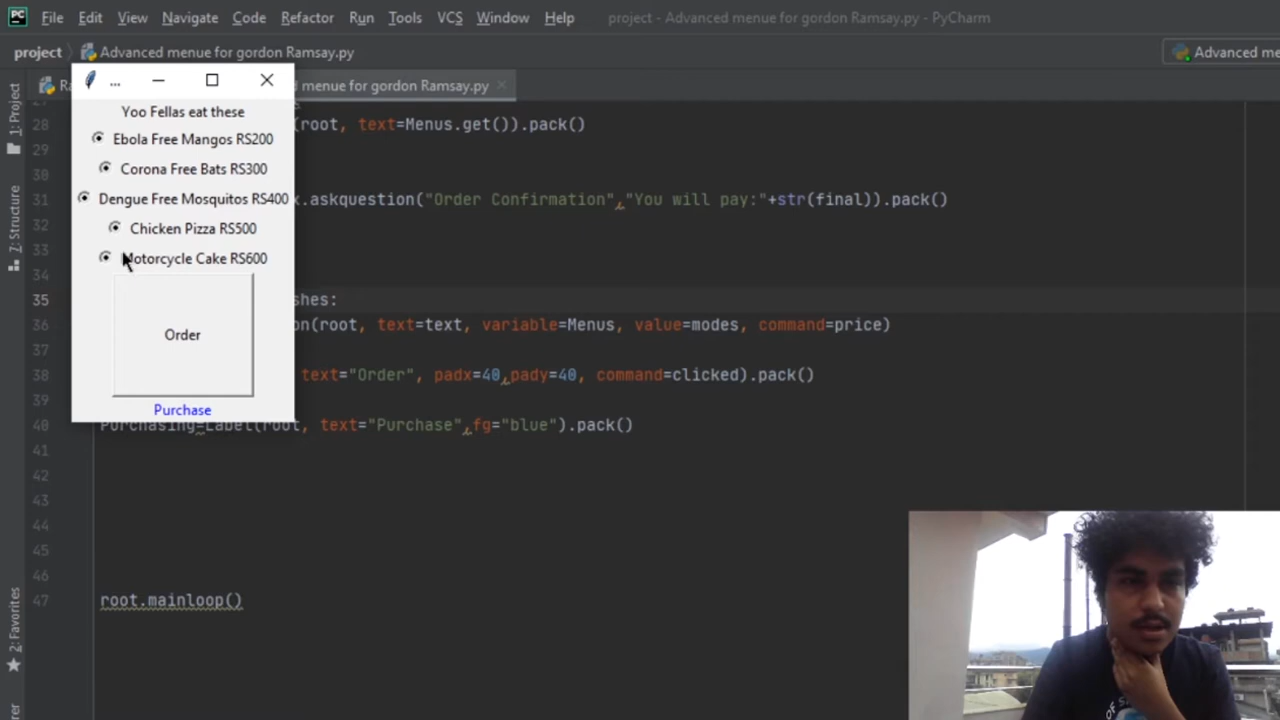 PC File Edit View Navigate Code Refactor Run Tools VCS Window Help project - Advanced menue for gordon Ramsay.py - PyCharm
project Advanced menue for gordon Ramsay.py Advanced me
Ra d menue for gordon Ramsay.py
1: Project
Z: Structure
2: Favorites
...
Yoo Fellas eat these
Ebola Free Mangos RS200
Corona Free Bats RS300
Dengue Free Mosquitos RS400
Chicken Pizza RS500
Motorcycle Cake RS600
Order
Purchase
28 (root, text=Menus.get()).pack()
29
30
31 x.askquestion("Order Confirmation","You will pay:"+str(final)).pack()
32
33
34
35 shes:
36 on(root, text=text, variable=Menus, value=modes, command=price)
37
38 text="Order", padx=40,pady=40, command=clicked).pack()
39
40 Purchasing=Label(root, text="Purchase",fg="blue").pack()
41
42
43
44
45
46
47 root.mainloop()
OF S